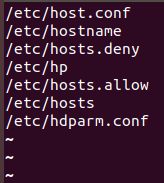 /etc/host.conf
/etc/hostname
/etc/hosts.deny
/etc/hp
/etc/hosts.allow
/etc/hosts
/etc/hdparm.conf
~
~
~